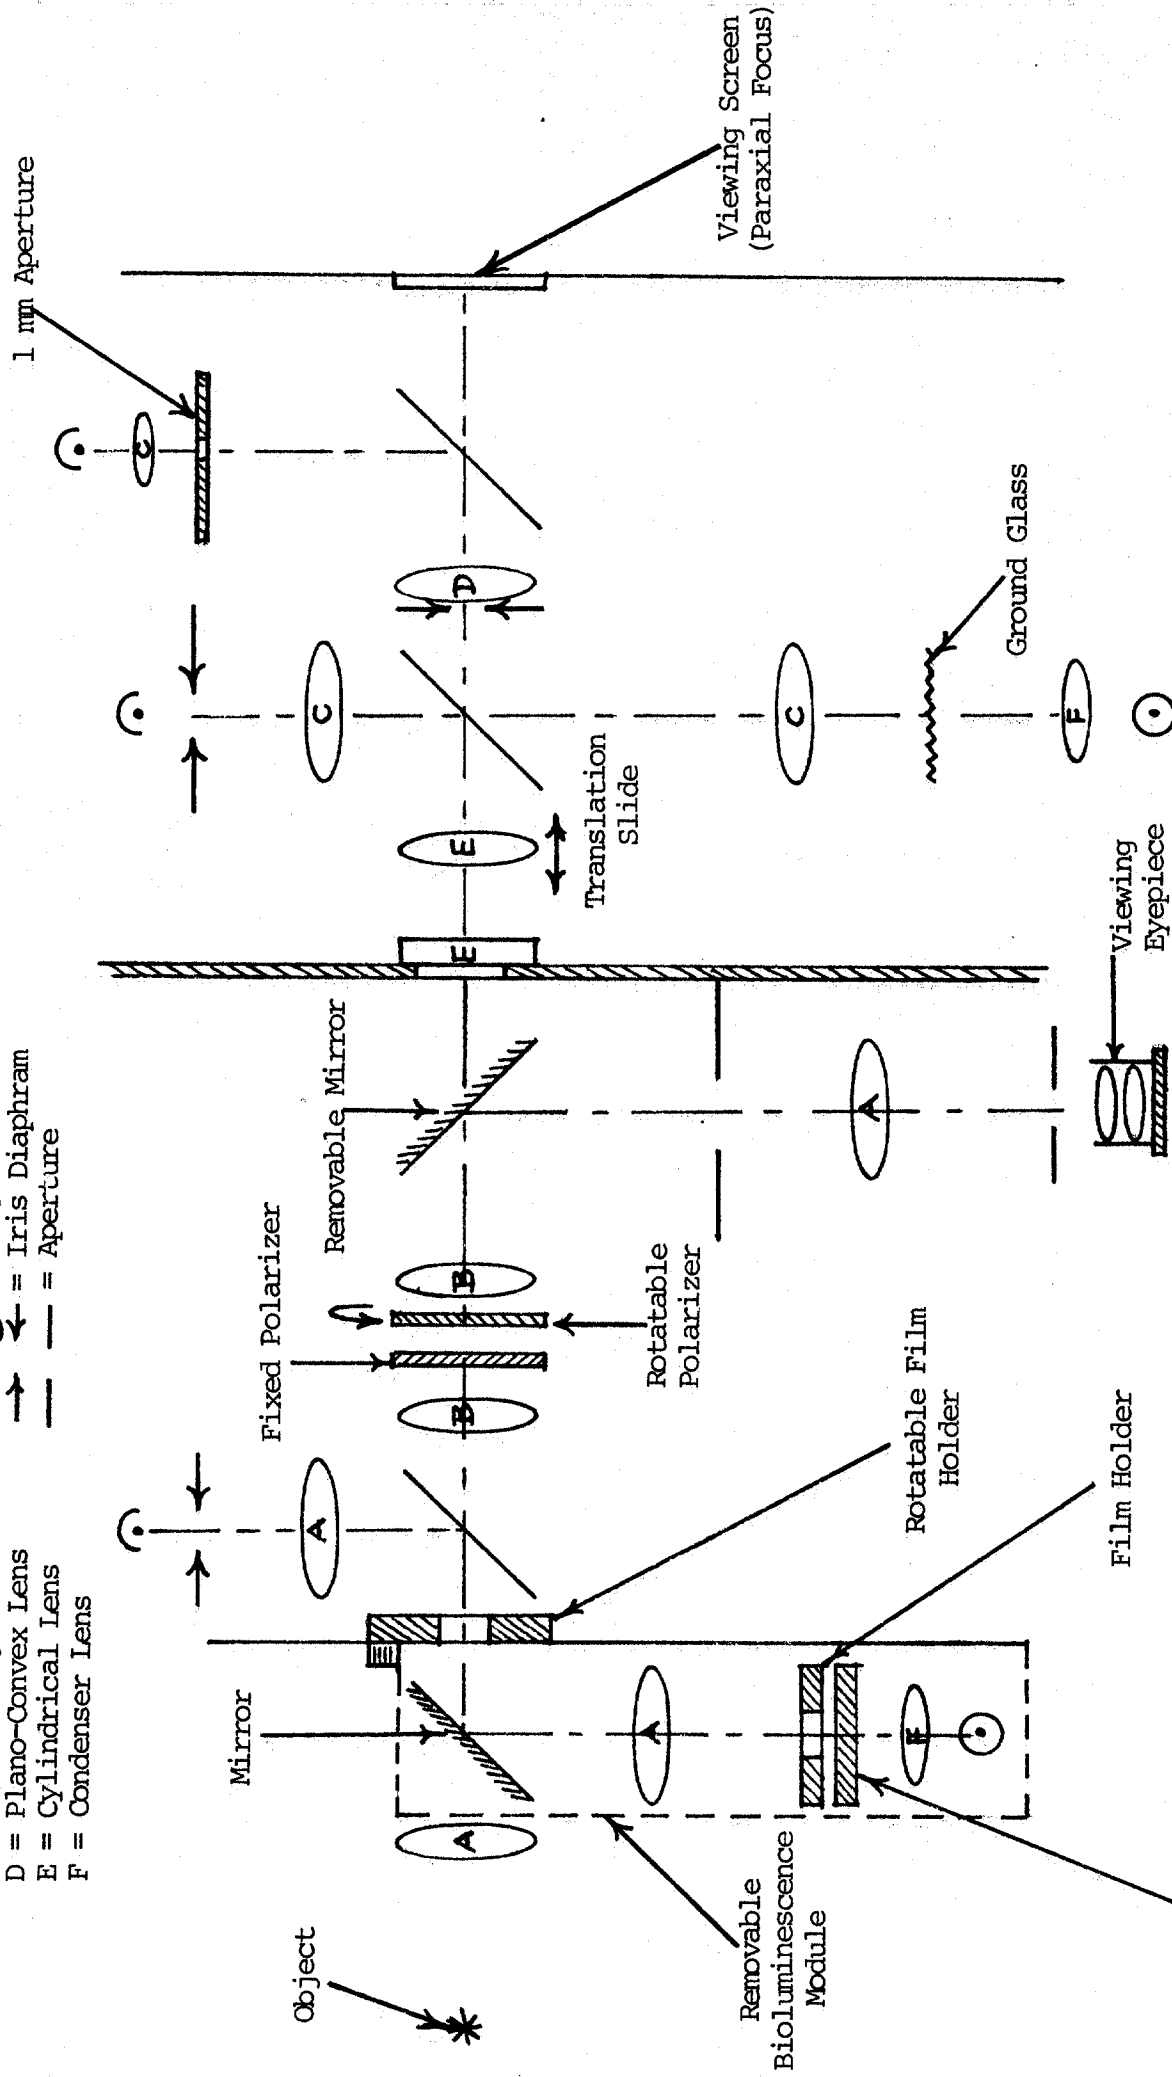 D = Plano-Convex Lens
E = Cylindrical Lens
F = Condenser Lens
= Iris Diaphram
= Aperture
1 mm Aperture
Object
Mirror
Fixed Polarizer
Removable Mirror
A
A
A
B
B
E
E
C
C
D
Viewing Screen
(Paraxial Focus)
Removable
Bioluminescence
Module
F
Rotatable Film
Holder
Film Holder
Rotatable
Polarizer
A
Viewing
Eyepiece
Translation
Slide
C
Ground Glass
F